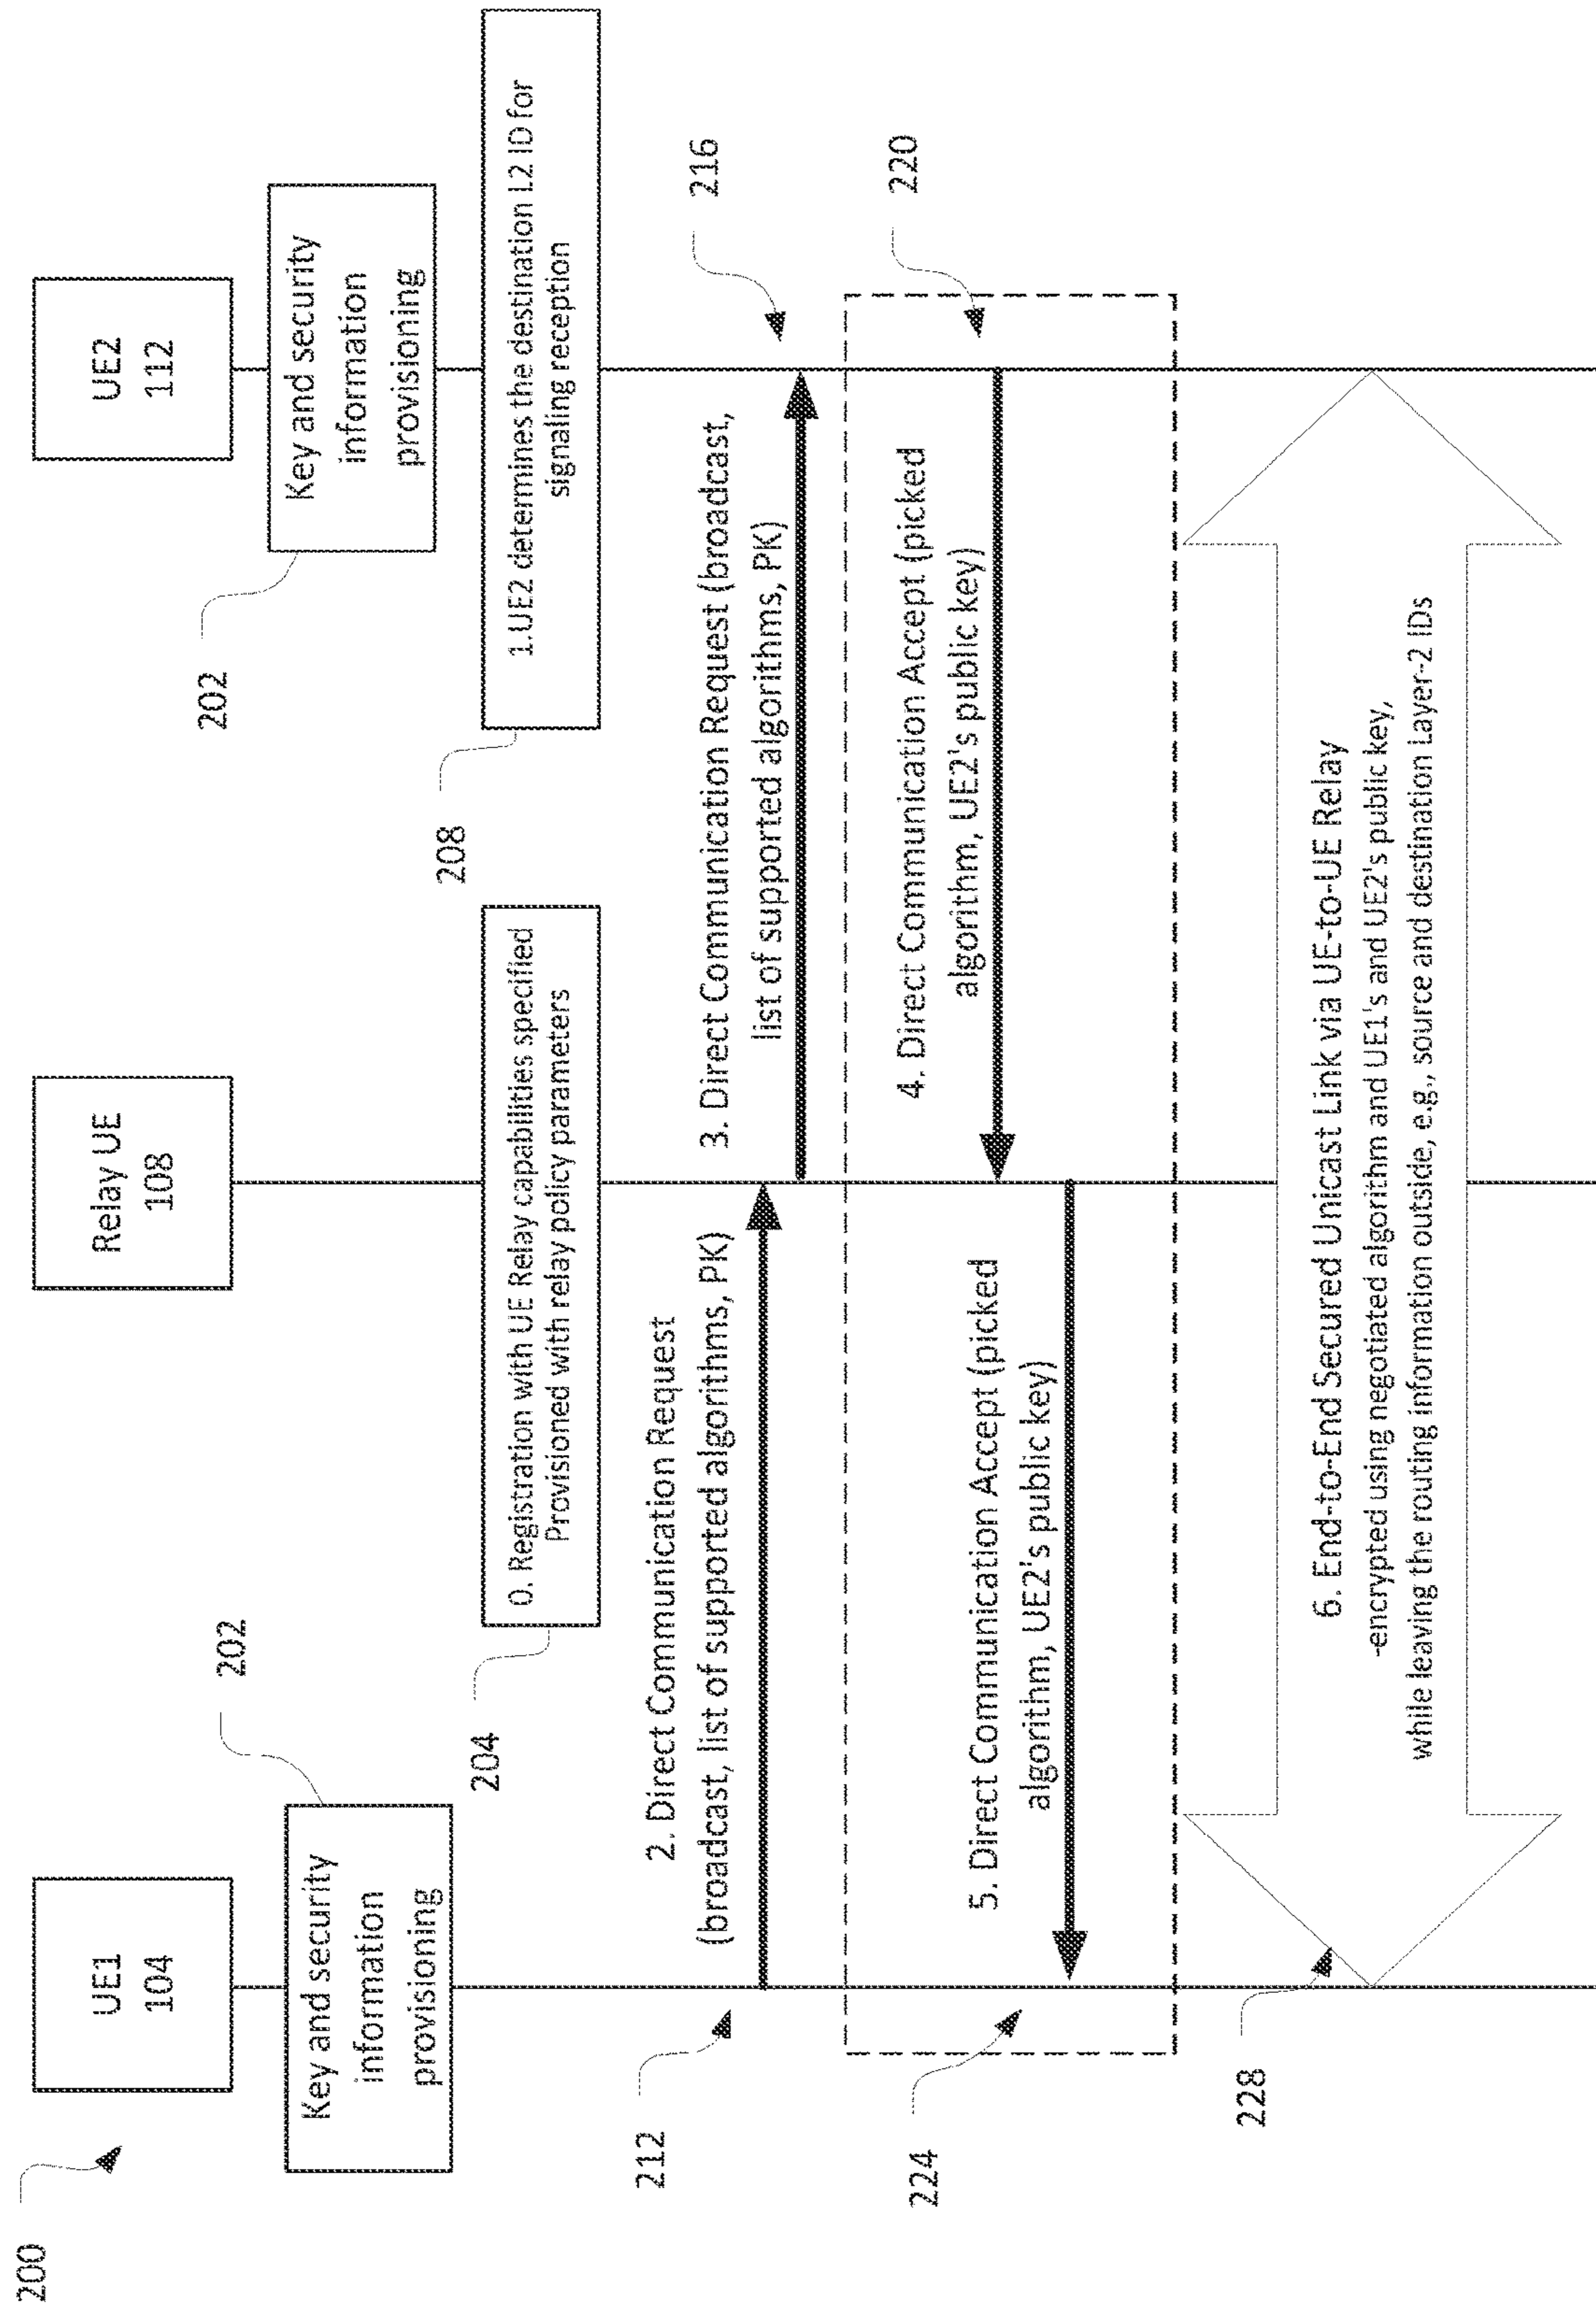 200
UE1
104
Relay UE
108
UE2
112
Key and security
information
provisioning
202
Key and security
information
provisioning
202
0. Registration with UE Relay capabilities specified
Provisioned with relay policy parameters
204
1.UE2 determines the destination L2 ID for
signaling reception
208
2. Direct Communication Request
(broadcast, list of supported algorithms, PK)
212
3. Direct Communication Request (broadcast,
list of supported algorithms, PK)
216
4. Direct Communication Accept (picked
algorithm, UE2's public key)
220
5. Direct Communication Accept (picked
algorithm, UE2's public key)
224
6. End-to-End Secured Unicast Link via UE-to-UE Relay
-encrypted using negotiated algorithm and UE1's and UE2's public key,
while leaving the routing information outside, e.g., source and destination Layer-2 IDs
228